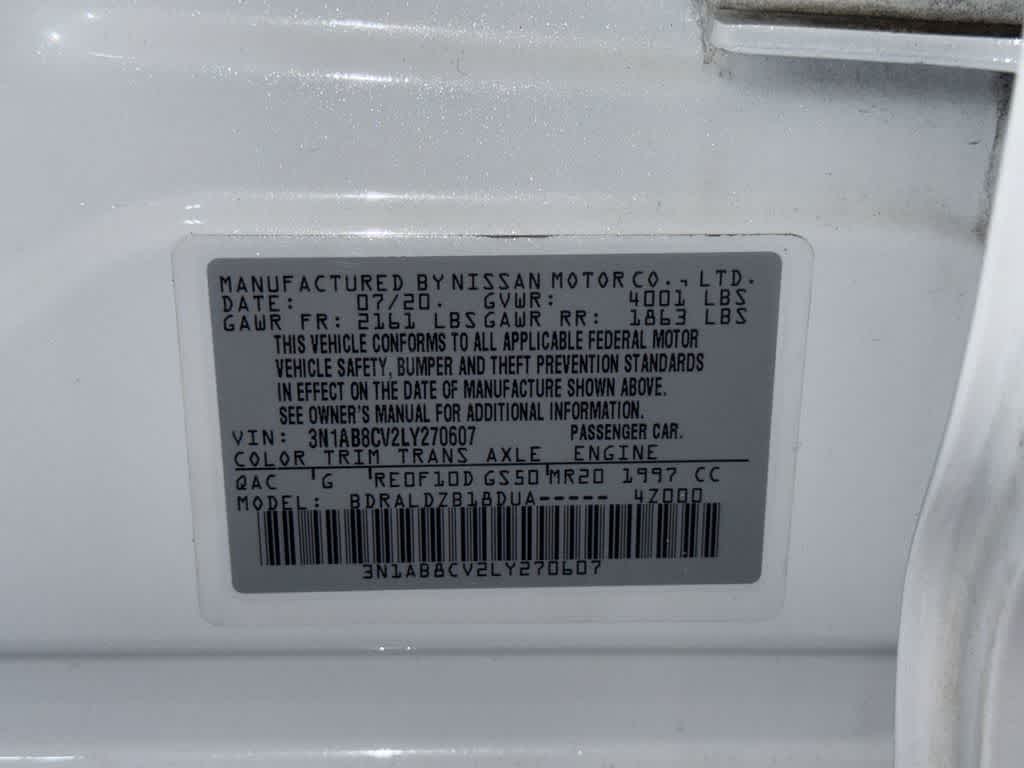 MANUFACTURED BY NISSAN MOTOR CO., LTD.
DATE: 07/20. GVWR: 4001 LBS
GAWR FR: 2161 LBS GAWR RR: 1863 LBS
THIS VEHICLE CONFORMS TO ALL APPLICABLE FEDERAL MOTOR
VEHICLE SAFETY, BUMPER AND THEFT PREVENTION STANDARDS
IN EFFECT ON THE DATE OF MANUFACTURE SHOWN ABOVE.
SEE OWNER'S MANUAL FOR ADDITIONAL INFORMATION.
VIN: 3N1AB8CV2LY270607 PASSENGER CAR.
COLOR TRIM TRANS AXLE ENGINE
QAC G RE0F10D GS50 MR20 1997 CC
MODEL: BDRALDZB18DUA----- 4Z000
3N1AB8CV2LY270607